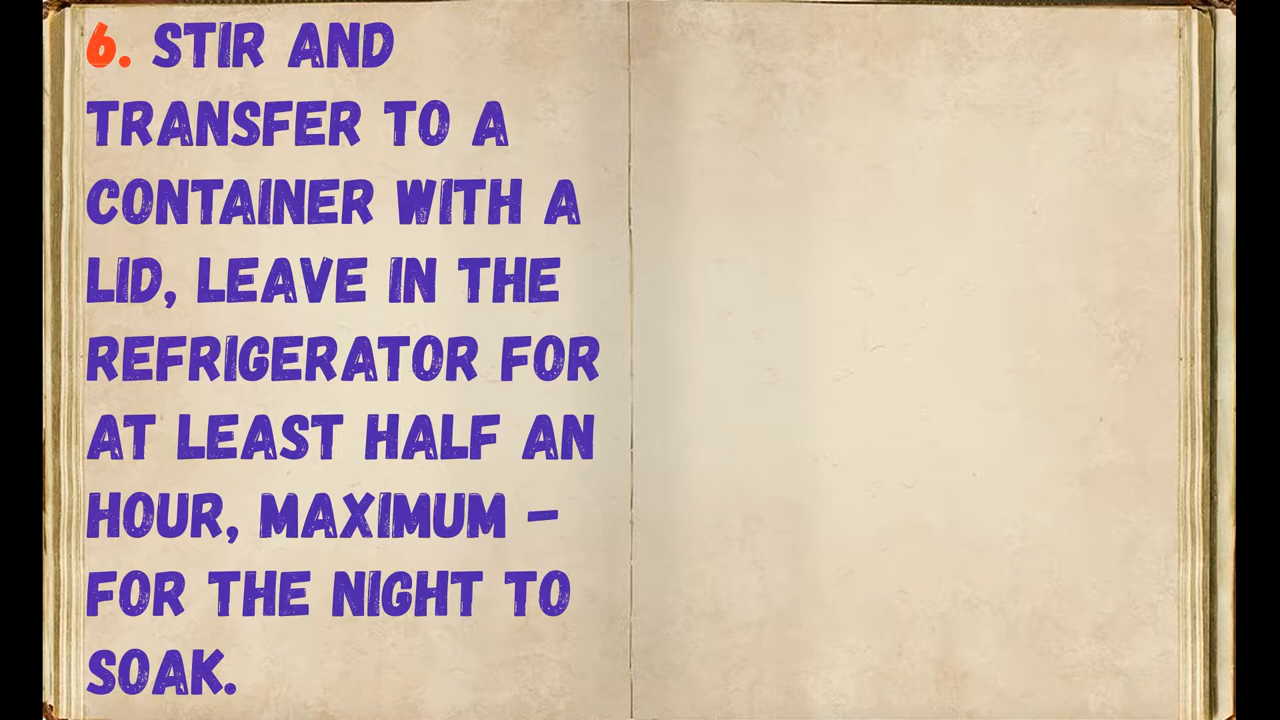 6. STIR AND
TRANSFER TO A
CONTAINER WITH A
LID, LEAVE IN THE
REFRIGERATOR FOR
AT LEAST HALF AN
HOUR, MAXIMUM –
FOR THE NIGHT TO
SOAK.